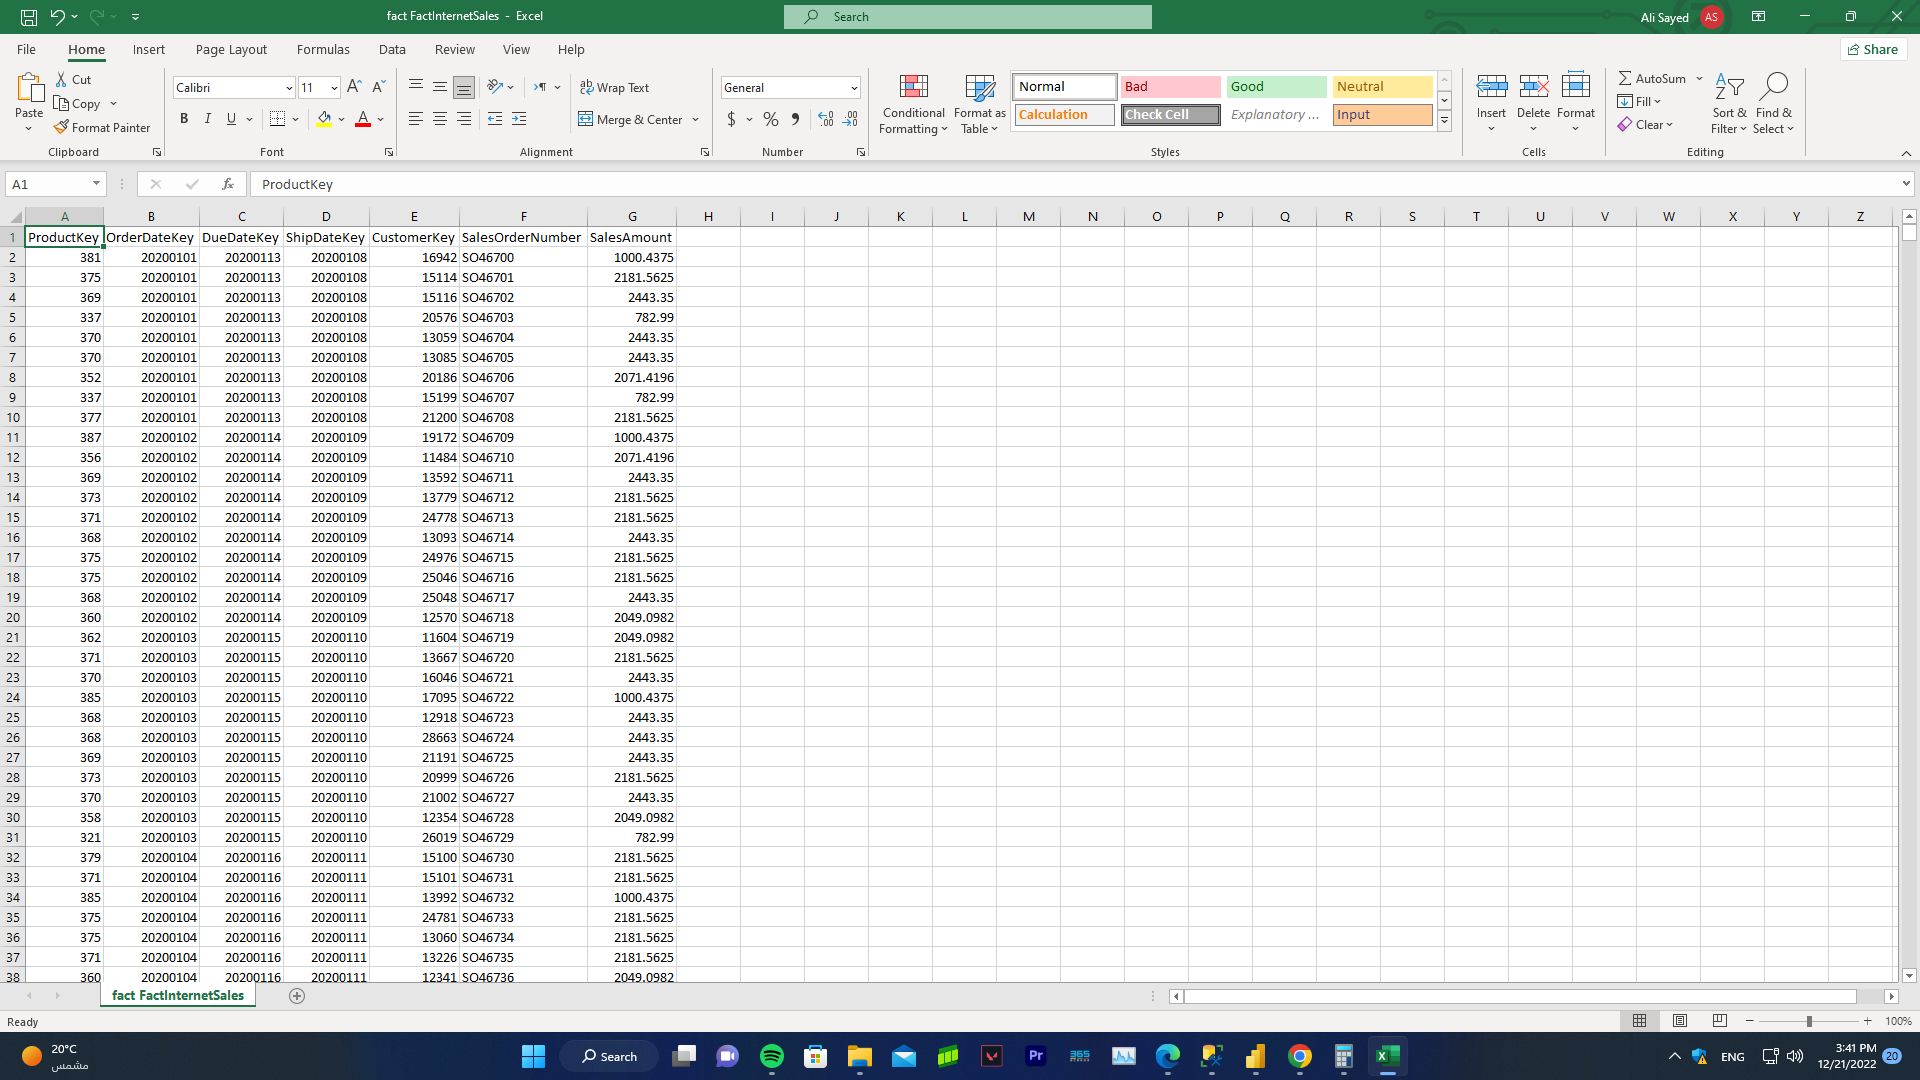 fact FactInternetSales - Excel
Search
Ali Sayed
AS
File Home Insert Page Layout Formulas Data Review View Help
Share
Paste
Cut
Copy
Format Painter
Clipboard
Calibri 11
B I U
A
Font
ab Wrap Text
Merge & Center
Alignment
General
$ % 9
Number
Conditional Formatting
Format as Table
Normal Bad Good Neutral
Calculation Check Cell Explanatory ... Input
Styles
Insert Delete Format
Cells
AutoSum
Fill
Clear
Sort & Filter
Find & Select
Editing
A1 fx ProductKey
A B C D E F G H I J K L M N O P Q R S T U V W X Y Z
1 ProductKey OrderDateKey DueDateKey ShipDateKey CustomerKey SalesOrderNumber SalesAmount
2 381 20200101 20200113 20200108 16942 SO46700 1000.4375
3 375 20200101 20200113 20200108 15114 SO46701 2181.5625
4 369 20200101 20200113 20200108 15116 SO46702 2443.35
5 337 20200101 20200113 20200108 20576 SO46703 782.99
6 370 20200101 20200113 20200108 13059 SO46704 2443.35
7 370 20200101 20200113 20200108 13085 SO46705 2443.35
8 352 20200101 20200113 20200108 20186 SO46706 2071.4196
9 337 20200101 20200113 20200108 15199 SO46707 782.99
10 377 20200101 20200113 20200108 21200 SO46708 2181.5625
11 387 20200102 20200114 20200109 19172 SO46709 1000.4375
12 356 20200102 20200114 20200109 11484 SO46710 2071.4196
13 369 20200102 20200114 20200109 13592 SO46711 2443.35
14 373 20200102 20200114 20200109 13779 SO46712 2181.5625
15 371 20200102 20200114 20200109 24778 SO46713 2181.5625
16 368 20200102 20200114 20200109 13093 SO46714 2443.35
17 375 20200102 20200114 20200109 24976 SO46715 2181.5625
18 375 20200102 20200114 20200109 25046 SO46716 2181.5625
19 368 20200102 20200114 20200109 25048 SO46717 2443.35
20 360 20200102 20200114 20200109 12570 SO46718 2049.0982
21 362 20200103 20200115 20200110 11604 SO46719 2049.0982
22 371 20200103 20200115 20200110 13667 SO46720 2181.5625
23 370 20200103 20200115 20200110 16046 SO46721 2443.35
24 385 20200103 20200115 20200110 17095 SO46722 1000.4375
25 368 20200103 20200115 20200110 12918 SO46723 2443.35
26 368 20200103 20200115 20200110 28663 SO46724 2443.35
27 369 20200103 20200115 20200110 21191 SO46725 2443.35
28 373 20200103 20200115 20200110 20999 SO46726 2181.5625
29 370 20200103 20200115 20200110 21002 SO46727 2443.35
30 358 20200103 20200115 20200110 12354 SO46728 2049.0982
31 321 20200103 20200115 20200110 26019 SO46729 782.99
32 379 20200104 20200116 20200111 15100 SO46730 2181.5625
33 371 20200104 20200116 20200111 15101 SO46731 2181.5625
34 385 20200104 20200116 20200111 13992 SO46732 1000.4375
35 375 20200104 20200116 20200111 24781 SO46733 2181.5625
36 375 20200104 20200116 20200111 13060 SO46734 2181.5625
37 371 20200104 20200116 20200111 13226 SO46735 2181.5625
38 360 20200104 20200116 20200111 12341 SO46736 2049.0982
fact FactInternetSales
Ready
100%
20°C
مشمس
Search
Pr
365
ENG
3:41 PM
12/21/2022
20